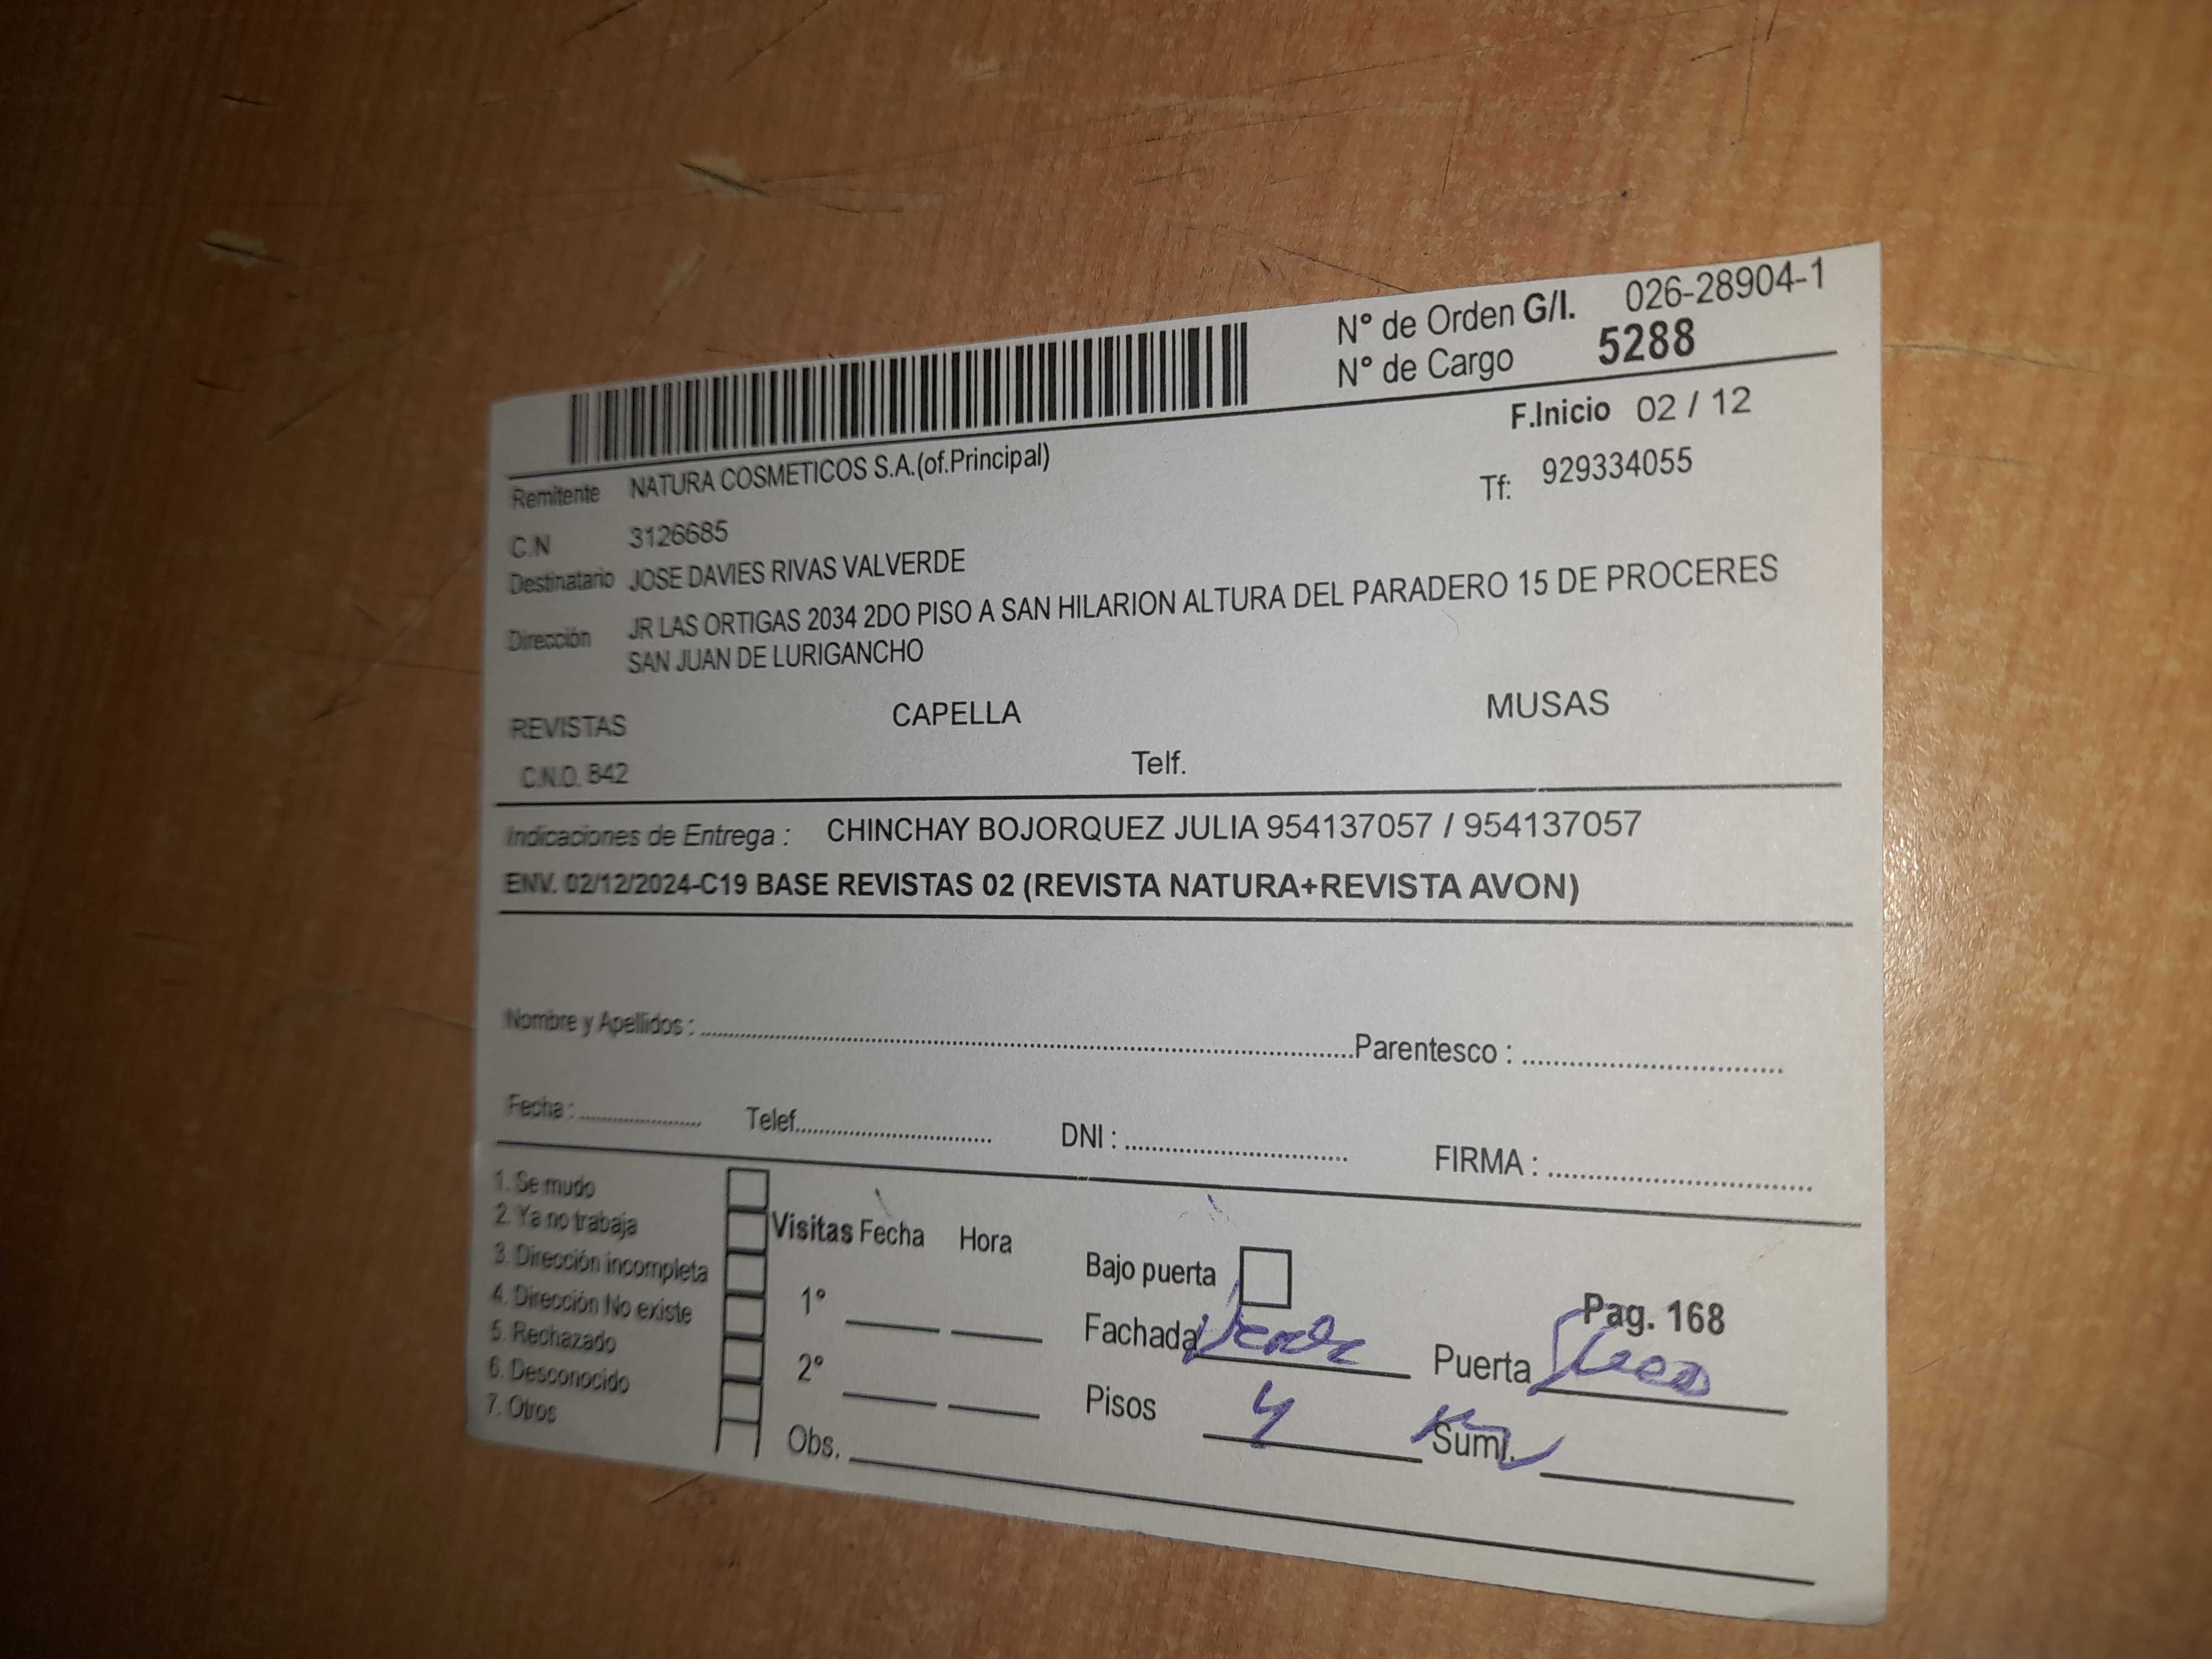 N° de Orden G/I. 026-28904-1
N° de Cargo 5288
F.Inicio 02 / 12
Remitente NATURA COSMETICOS S.A.(of.Principal)
Tf: 929334055
C.N 3126685
Destinatario JOSE DAVIES RIVAS VALVERDE
Dirección JR LAS ORTIGAS 2034 2DO PISO A SAN HILARION ALTURA DEL PARADERO 15 DE PROCERES
SAN JUAN DE LURIGANCHO
REVISTAS CAPELLA MUSAS
C.N.O. 842 Telf.
Indicaciones de Entrega : CHINCHAY BOJORQUEZ JULIA 954137057 / 954137057
ENV. 02/12/2024-C19 BASE REVISTAS 02 (REVISTA NATURA+REVISTA AVON)
Nombre y Apellidos : Parentesco :
Fecha : Telef. DNI : FIRMA :
1. Se mudo
2. Ya no trabaja
3. Dirección incompleta
4. Dirección No existe
5. Rechazado
6. Desconocido
7. Otros
Visitas Fecha Hora
1°
2°
Obs.
Bajo puerta
Pag. 168
Fachada Verde Puerta
Pisos 4 Sumi.